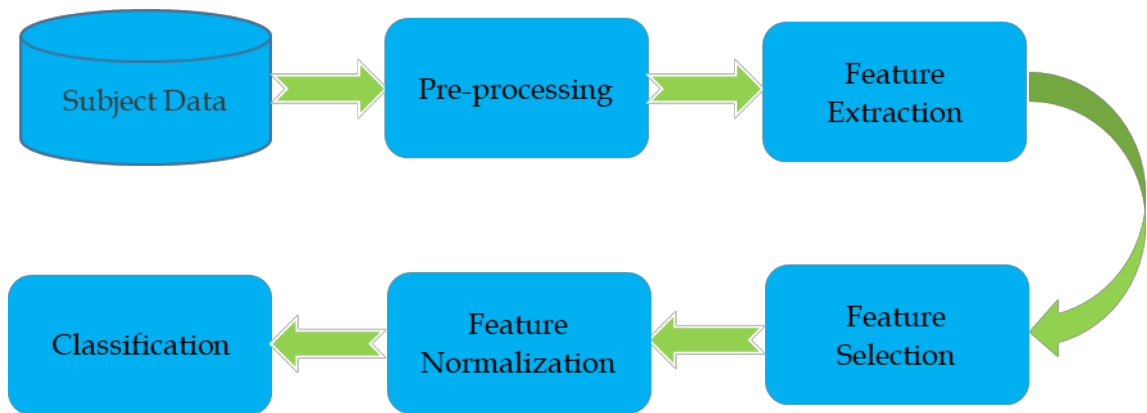 Subject Data
Pre-processing
Feature
Extraction
Feature
Selection
Feature
Normalization
Classification